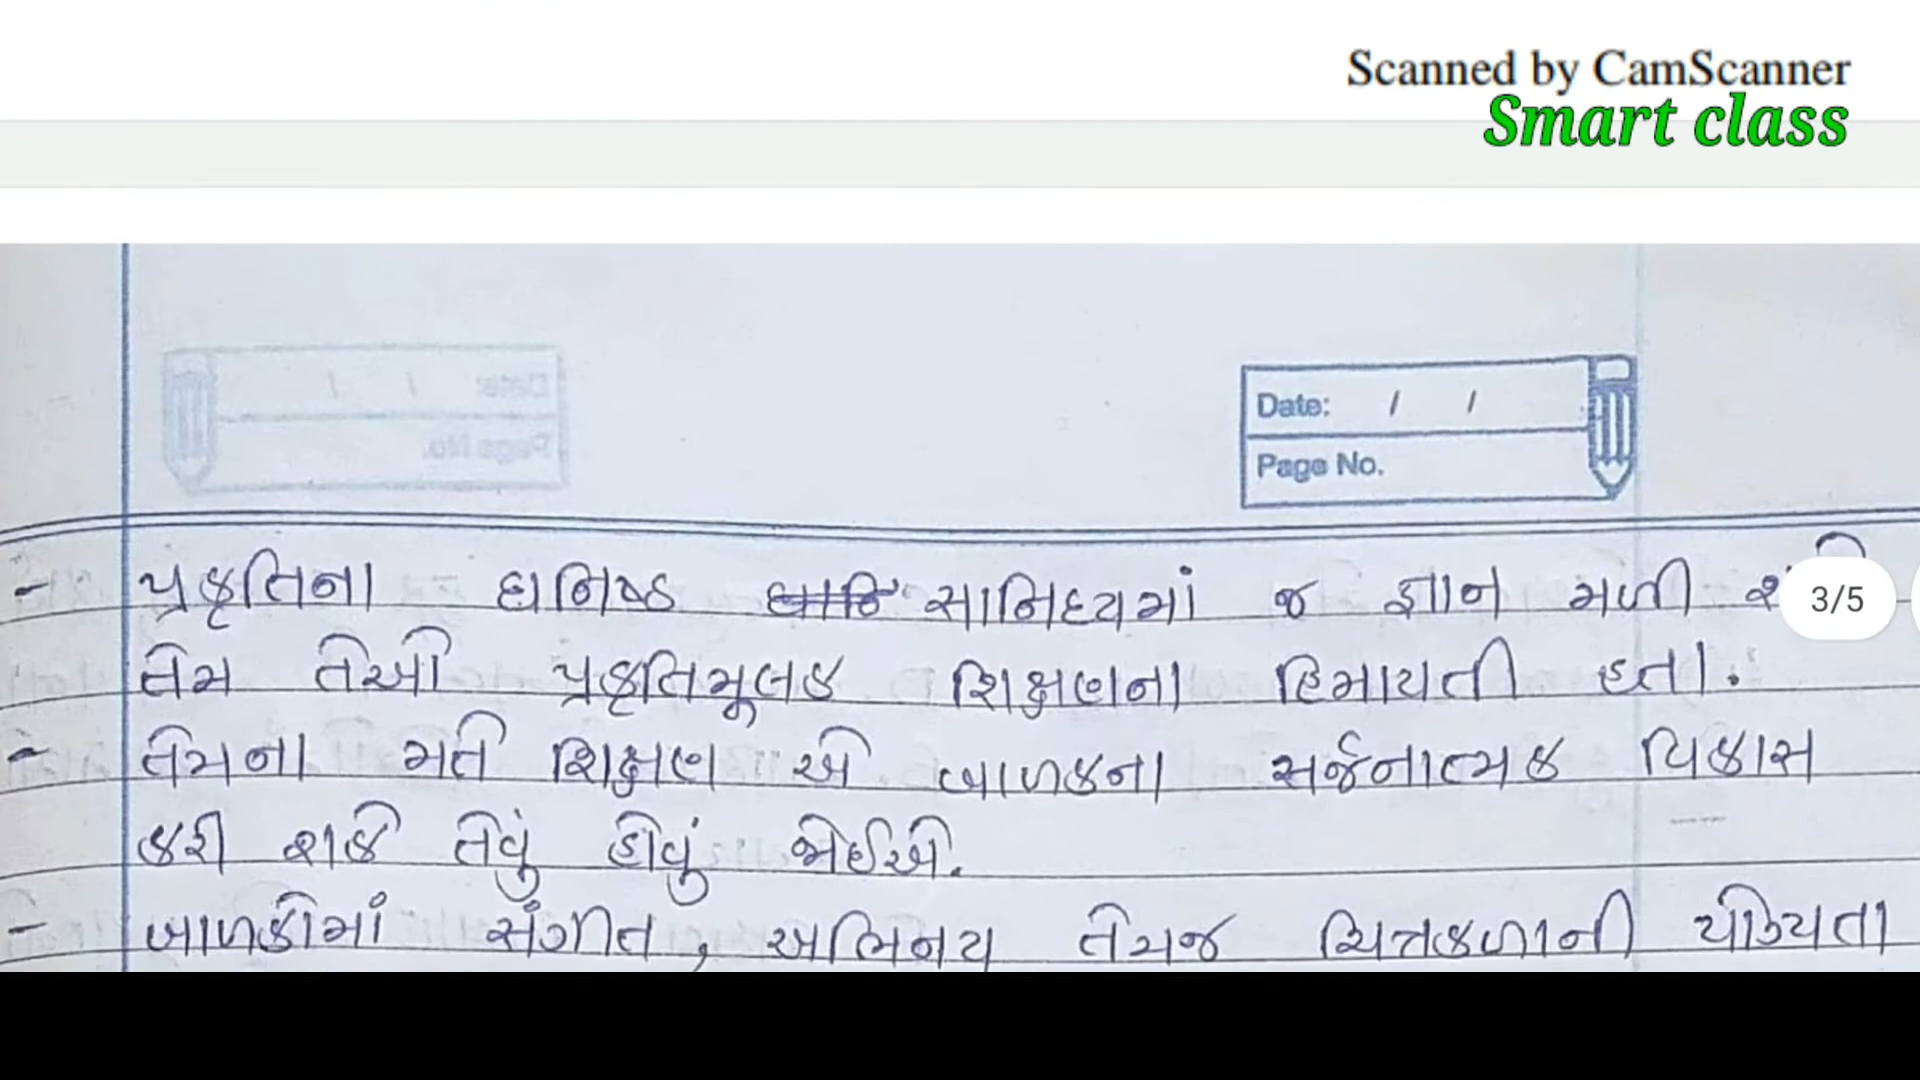 Scanned by CamScanner
Smart class
Date: / /
Page No.
- પ્રકૃતિના ઘનિષ્ઠ સાનિધ્યમાં જ જ્ઞાન મળી
3/5
તેમ તેઓ પ્રકૃતિમૂલક શિક્ષણના હિમાયતી હતા.
- તેમના મતે શિક્ષણ એ બાળકના સર્જનાત્મક વિકાસ
કરી શકે તેવું હોવું જોઈએ.
- બાળકોમાં સંગીત, અભિનય તેમજ ચિત્રકળાની યોગ્યતા